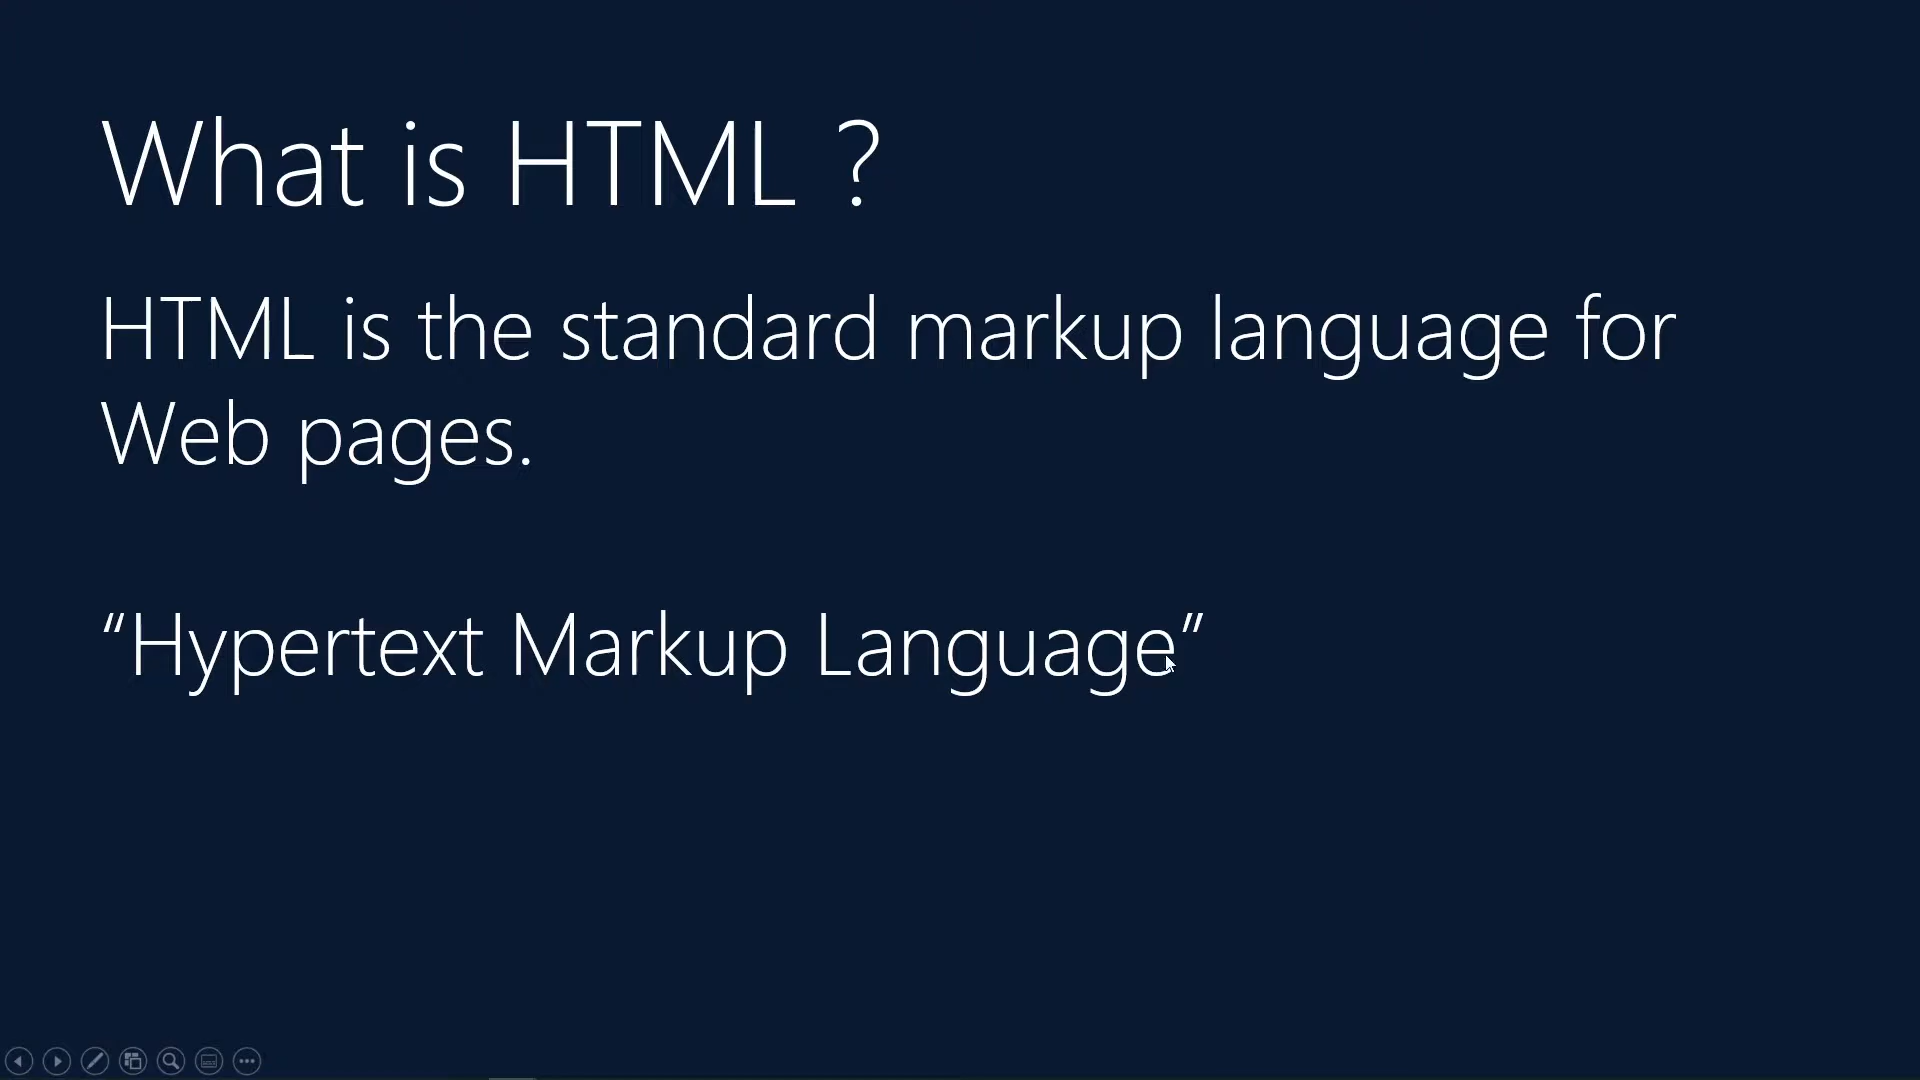 What is HTML ?
HTML is the standard markup language for
Web pages.
“Hypertext Markup Language”